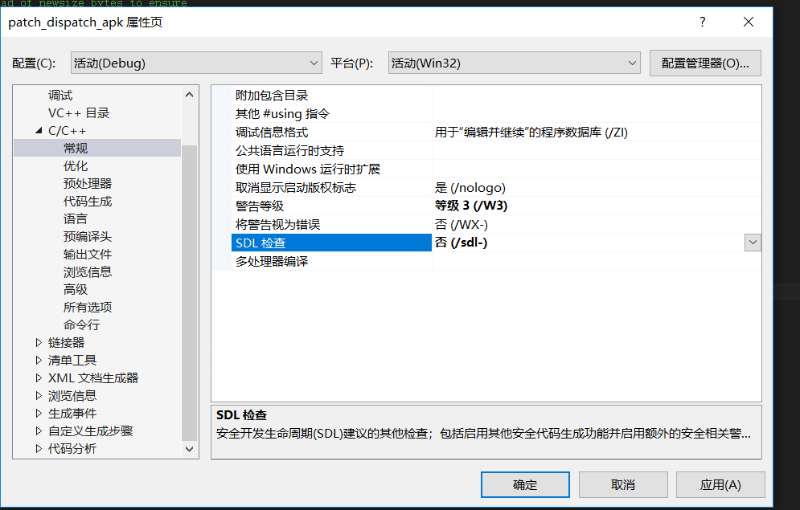 ad of newsize bytes to ensure
patch_dispatch_apk 属性页
?
配置(C):
活动(Debug)
平台(P):
活动(Win32)
配置管理器(O)...
调试
VC++ 目录
C/C++
常规
优化
预处理器
代码生成
语言
预编译头
输出文件
浏览信息
高级
所有选项
命令行
链接器
清单工具
XML 文档生成器
浏览信息
生成事件
自定义生成步骤
代码分析
附加包含目录
其他 #using 指令
调试信息格式 用于“编辑并继续”的程序数据库 (/ZI)
公共语言运行时支持
使用 Windows 运行时扩展
取消显示启动版权标志 是 (/nologo)
警告等级 等级 3 (/W3)
将警告视为错误 否 (/WX-)
SDL 检查 否 (/sdl-)
多处理器编译
SDL 检查
安全开发生命周期(SDL)建议的其他检查；包括启用其他安全代码生成功能并启用额外的安全相关警...
确定
取消
应用(A)